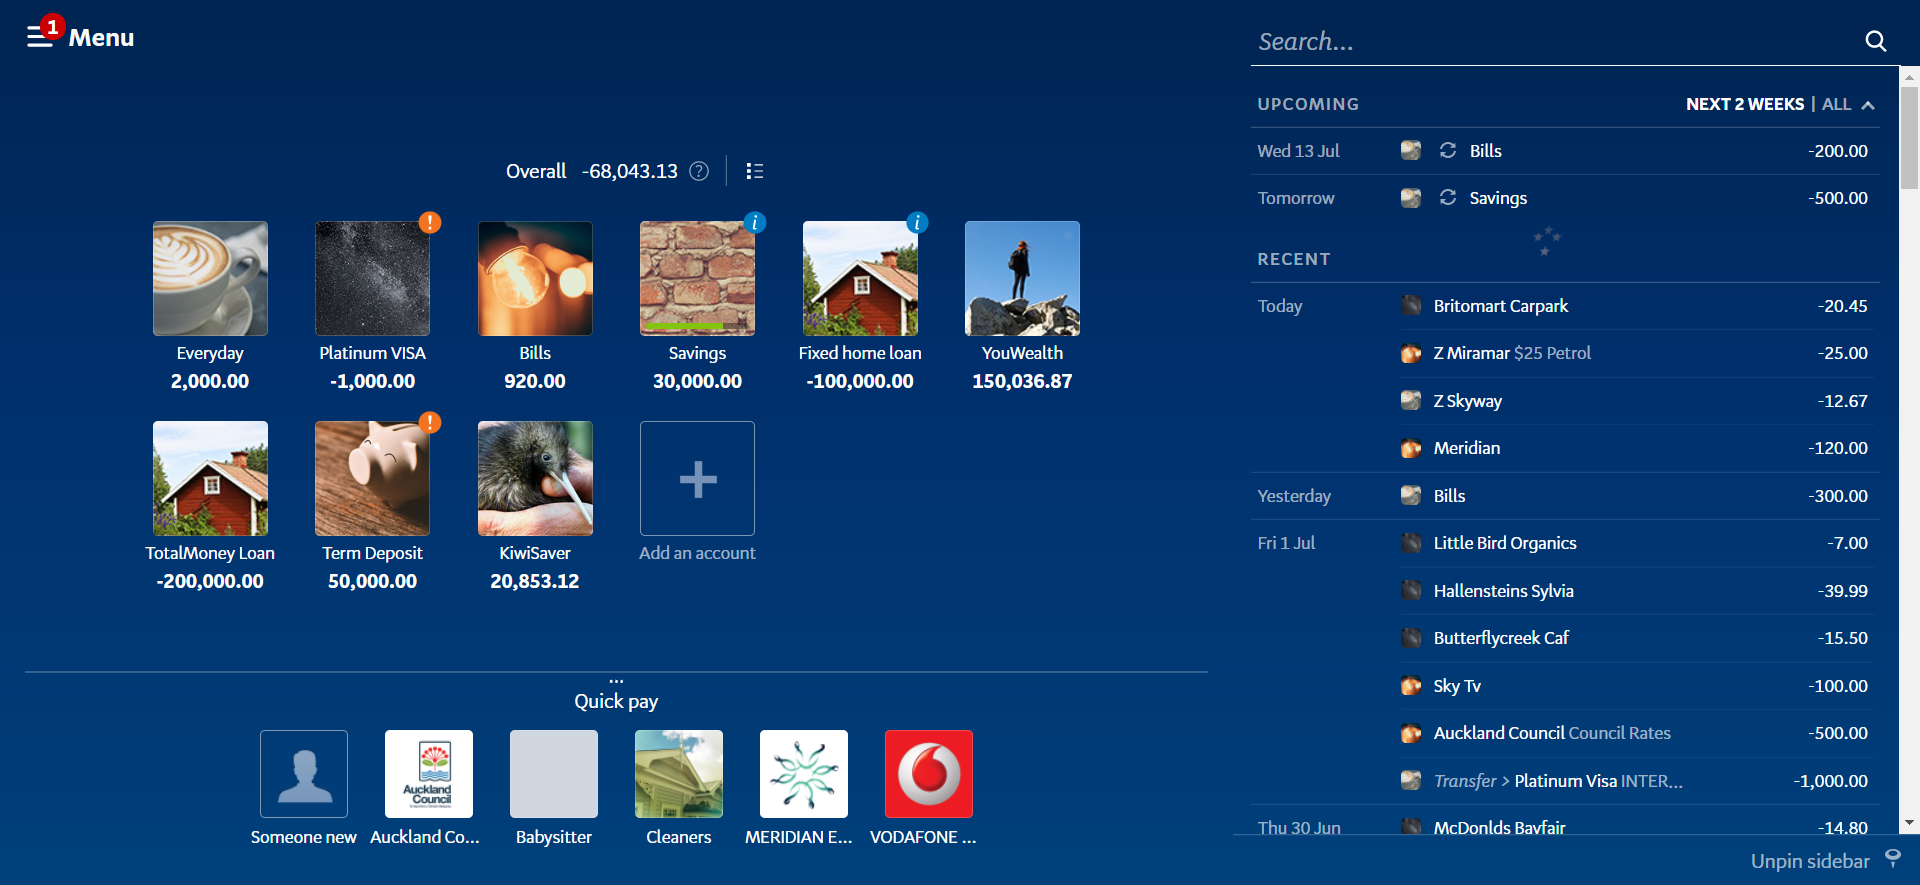 1
Menu
Search...
Overall -68,043.13 ?
Everyday
2,000.00
!
Platinum VISA
-1,000.00
Bills
920.00
i
Savings
30,000.00
i
Fixed home loan
-100,000.00
YouWealth
150,036.87
TotalMoney Loan
-200,000.00
!
Term Deposit
50,000.00
KiwiSaver
20,853.12
Add an account
...
Quick pay
Someone new
Auckland
Council
Auckland Co...
Babysitter
Cleaners
MERIDIAN E...
VODAFONE ...
UPCOMING NEXT 2 WEEKS | ALL
Wed 13 Jul Bills -200.00
Tomorrow Savings -500.00
RECENT
Today Britomart Carpark -20.45
Z Miramar $25 Petrol -25.00
Z Skyway -12.67
Meridian -120.00
Yesterday Bills -300.00
Fri 1 Jul Little Bird Organics -7.00
Hallensteins Sylvia -39.99
Butterflycreek Caf -15.50
Sky Tv -100.00
Auckland Council Council Rates -500.00
Transfer > Platinum Visa INTER... -1,000.00
Thu 30 Jun McDonlds Bayfair -14.80
Unpin sidebar